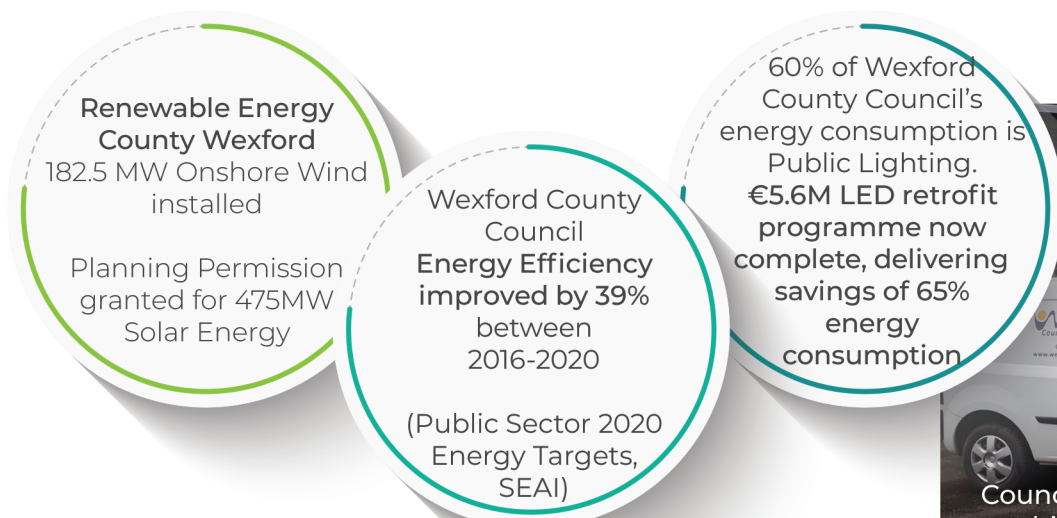 Renewable Energy
County Wexford
182.5 MW Onshore Wind
installed
Planning Permission
granted for 475MW
Solar Energy
Wexford County
Council
Energy Efficiency
improved by 39%
between
2016-2020
(Public Sector 2020
Energy Targets,
SEAI)
60% of Wexford
County Council's
energy consumption is
Public Lighting.
€5.6M LED retrofit
programme now
complete, delivering
savings of 65%
energy
consumption